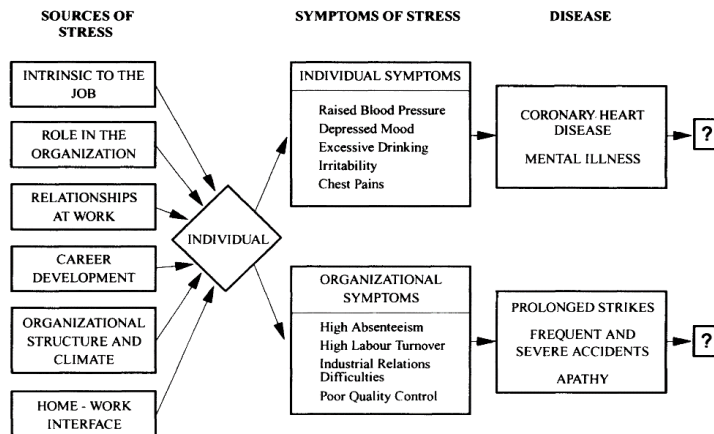 SOURCES OF
STRESS
SYMPTOMS OF STRESS
DISEASE
INTRINSIC TO THE
JOB
ROLE IN THE
ORGANIZATION
RELATIONSHIPS
AT WORK
CAREER
DEVELOPMENT
ORGANIZATIONAL
STRUCTURE AND
CLIMATE
HOME - WORK
INTERFACE
INDIVIDUAL
INDIVIDUAL SYMPTOMS
Raised Blood Pressure
Depressed Mood
Excessive Drinking
Irritability
Chest Pains
ORGANIZATIONAL
SYMPTOMS
High Absenteeism
High Labour Turnover
Industrial Relations
Difficulties
Poor Quality Control
CORONARY HEART
DISEASE
MENTAL ILLNESS
?
PROLONGED STRIKES
FREQUENT AND
SEVERE ACCIDENTS
APATHY
?